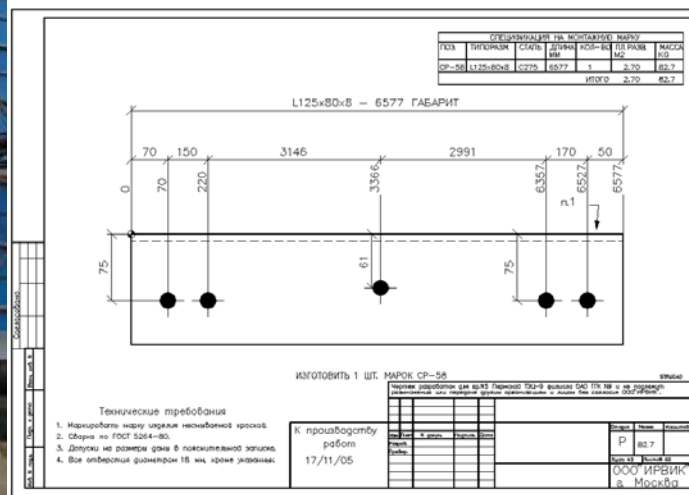 СПЕЦИФИКАЦИЯ НА МОНТАЖНУЮ МАРКУ
ПОЗ. ТИПОРАЗМ. СТАЛЬ ДЛИНА ММ КОЛ-ВО ПЛ.РАЗВ. М2 МАССА КG
СР-58 L125x80x8 С275 6577 1 2.70 82.7
ИТОГО 2.70 82.7
L125x80x8 - 6577 ГАБАРИТ
70 150 3146 2991 170 50
0 70 220 3366 6357 6527 6577
п.1
75 61 75
ИЗГОТОВИТЬ 1 ШТ. МАРОК СР-58
Технические требования
1. Маркировать марку изделия несмываемой краской.
2. Сварка по ГОСТ 5264-80.
3. Допуски на размеры даны в пояснительной записке.
4. Все отверстия диаметром 18 мм, кроме указанных.
Согласовано
К производству
работ
17/11/05
Р 82.7
ООО "ИРВИК"
г. Москва